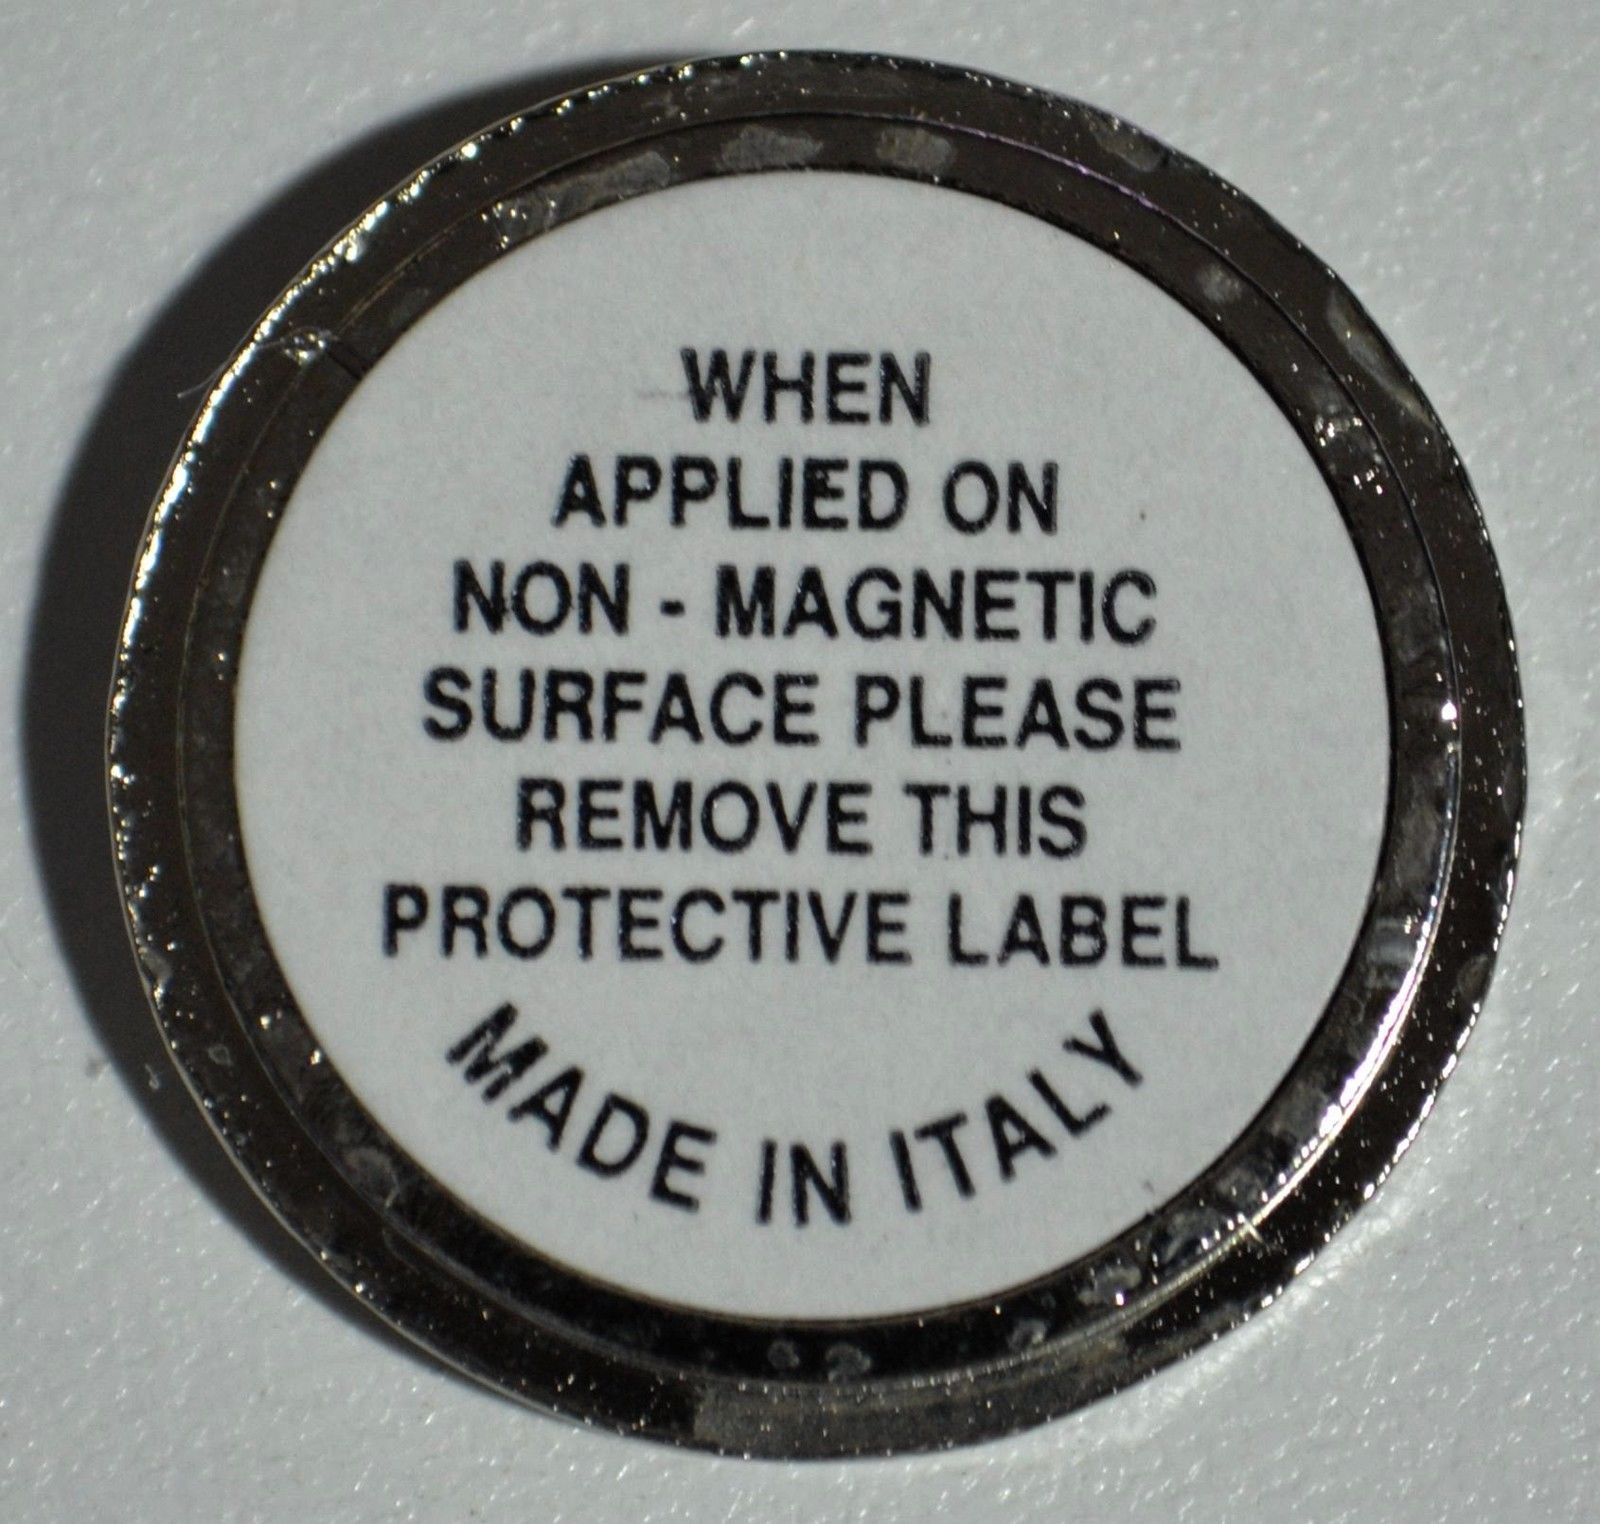 WHEN
APPLIED ON
NON - MAGNETIC
SURFACE PLEASE
REMOVE THIS
PROTECTIVE LABEL
MADE IN ITALY